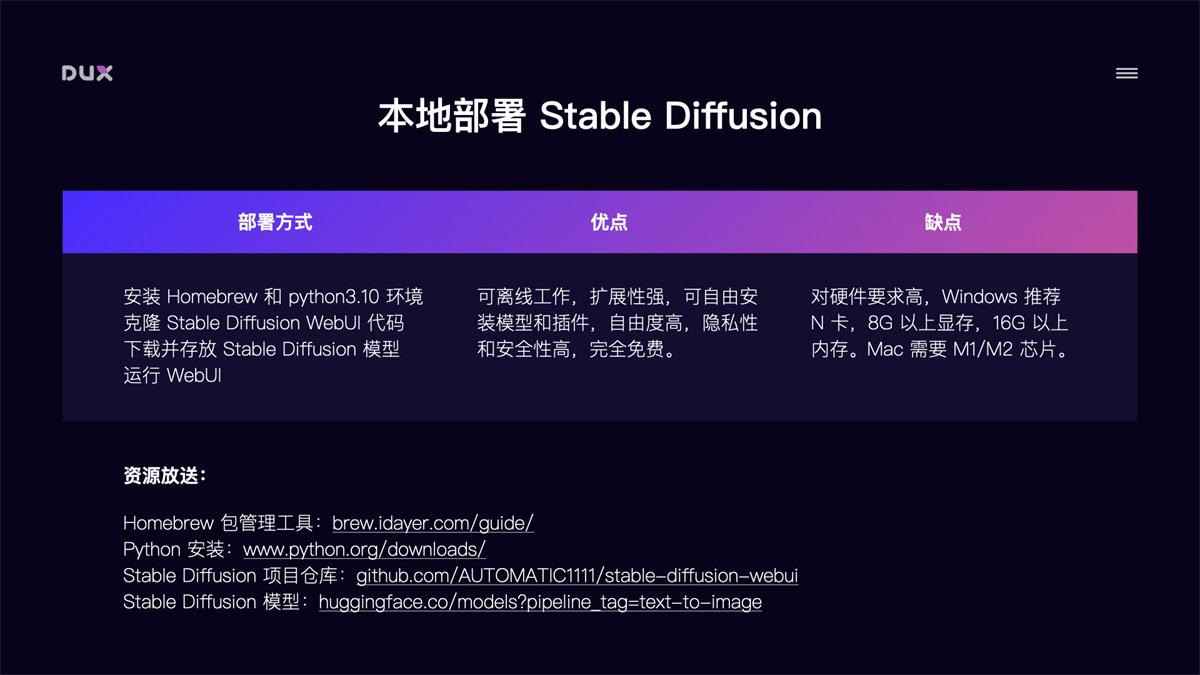 DUX
本地部署 Stable Diffusion
部署方式
优点
缺点
安装 Homebrew 和 python3.10 环境
克隆 Stable Diffusion WebUI 代码
下载并存放 Stable Diffusion 模型
运行 WebUI
可离线工作，扩展性强，可自由安
装模型和插件，自由度高，隐私性
和安全性高，完全免费。
对硬件要求高，Windows 推荐
N 卡，8G 以上显存，16G 以上
内存。Mac 需要 M1/M2 芯片。
资源放送：
Homebrew 包管理工具：brew.idayer.com/guide/
Python 安装：www.python.org/downloads/
Stable Diffusion 项目仓库：github.com/AUTOMATIC1111/stable-diffusion-webui
Stable Diffusion 模型：huggingface.co/models?pipeline_tag=text-to-image